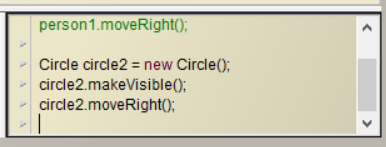 person1.moveRight();
Circle circle2 = new Circle();
circle2.makeVisible();
circle2.moveRight();